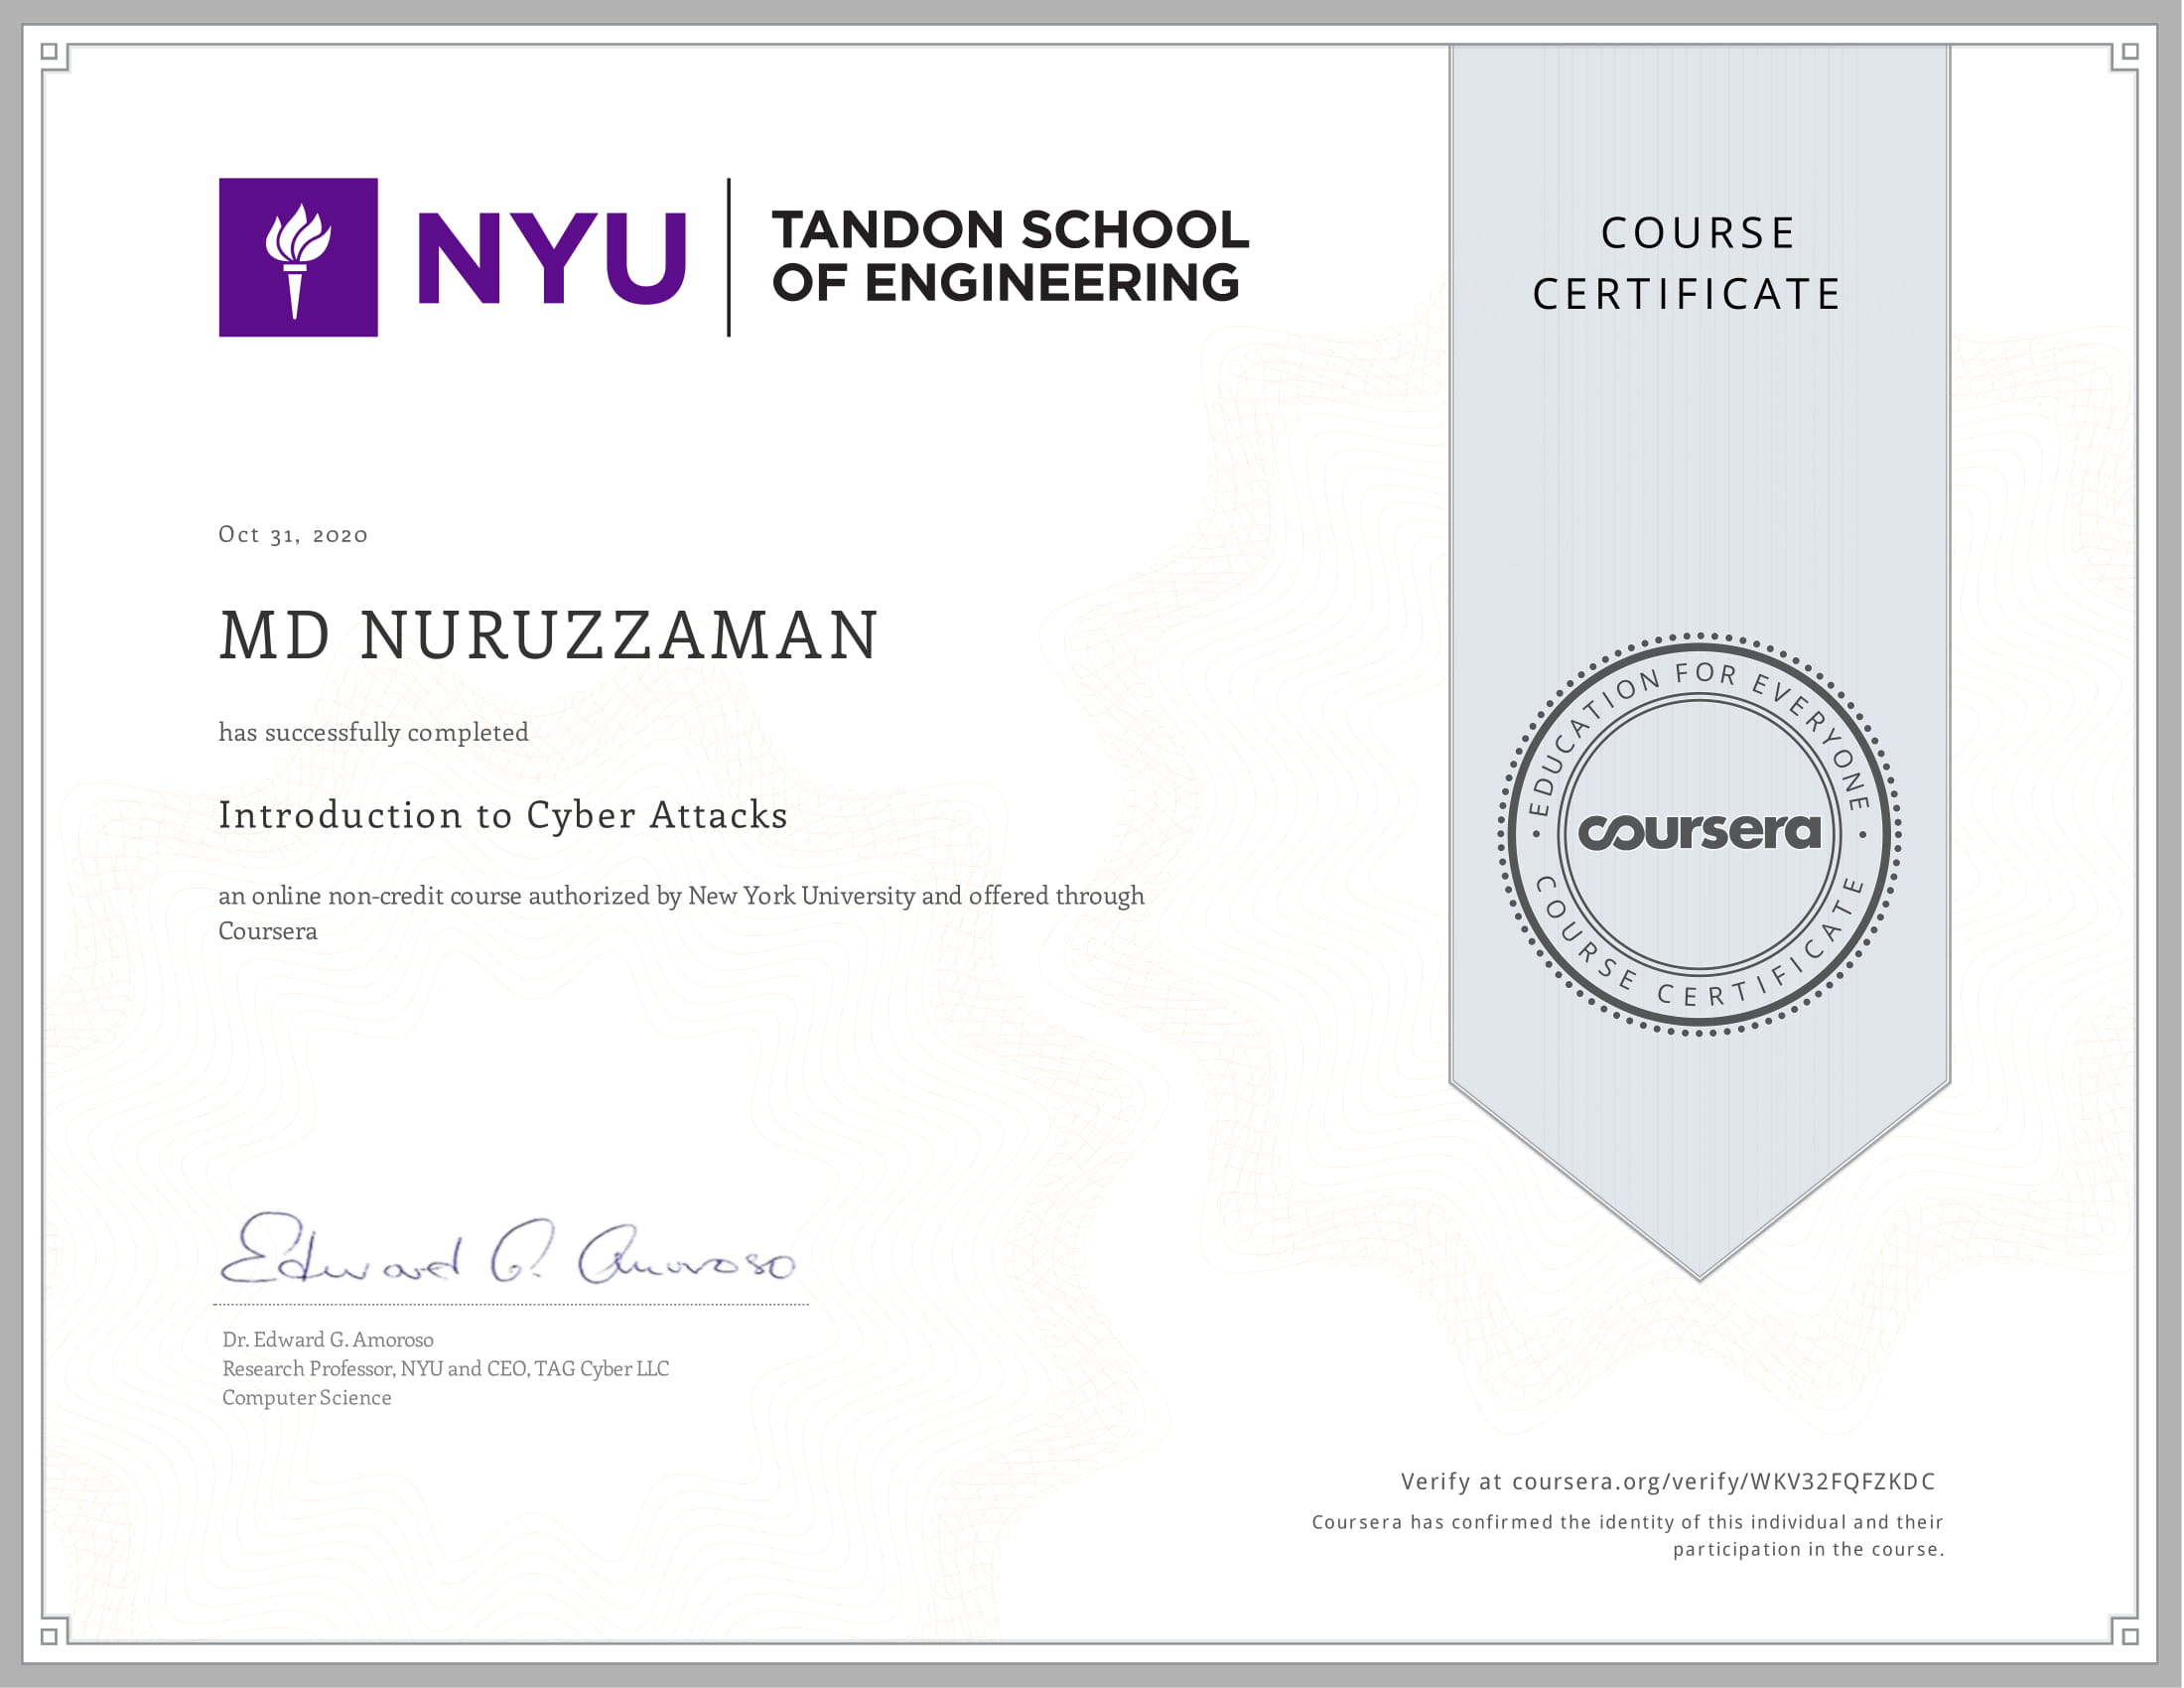 NYU
TANDON SCHOOL
OF ENGINEERING
COURSE
CERTIFICATE
Oct 31, 2020
MD NURUZZAMAN
has successfully completed
Introduction to Cyber Attacks
an online non-credit course authorized by New York University and offered through
Coursera
EDUCATION FOR EVERYONE
coursera
COURSE CERTIFICATE
Edward G. Amoroso
Dr. Edward G. Amoroso
Research Professor, NYU and CEO, TAG Cyber LLC
Computer Science
Verify at coursera.org/verify/WKV32FQFZKDC
Coursera has confirmed the identity of this individual and their
participation in the course.